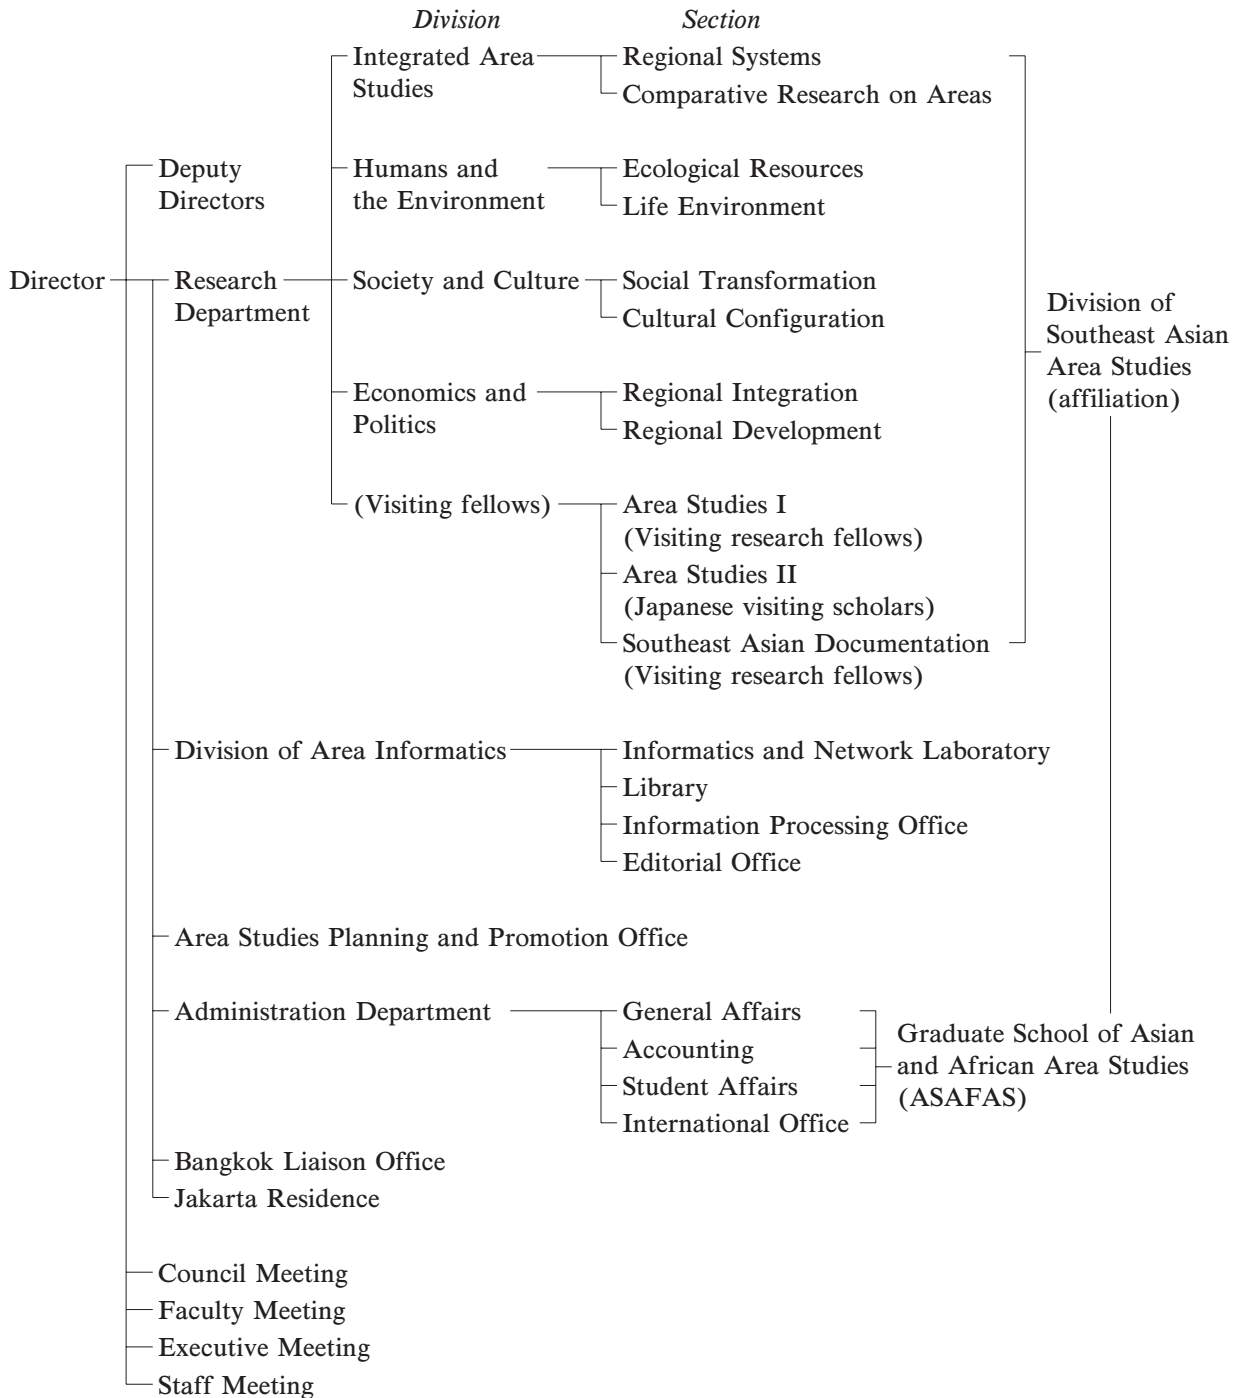 Division
Section
Integrated Area
Studies
Regional Systems
Comparative Research on Areas
Deputy
Directors
Humans and
the Environment
Ecological Resources
Life Environment
Director
Research
Department
Society and Culture
Social Transformation
Cultural Configuration
Division of
Southeast Asian
Area Studies
(affiliation)
Economics and
Politics
Regional Integration
Regional Development
(Visiting fellows)
Area Studies I
(Visiting research fellows)
Area Studies II
(Japanese visiting scholars)
Southeast Asian Documentation
(Visiting research fellows)
Division of Area Informatics
Informatics and Network Laboratory
Library
Information Processing Office
Editorial Office
Area Studies Planning and Promotion Office
Administration Department
General Affairs
Accounting
Student Affairs
International Office
Graduate School of Asian
and African Area Studies
(ASAFAS)
Bangkok Liaison Office
Jakarta Residence
Council Meeting
Faculty Meeting
Executive Meeting
Staff Meeting